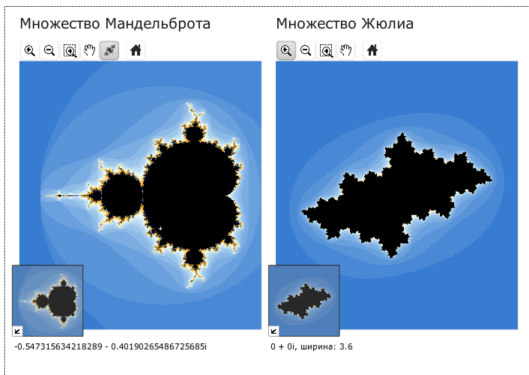 Множество Мандельброта
Множество Жюлиа
-0.547315634218289 - 0.40190265486725685i
0 + 0i, ширина: 3.6